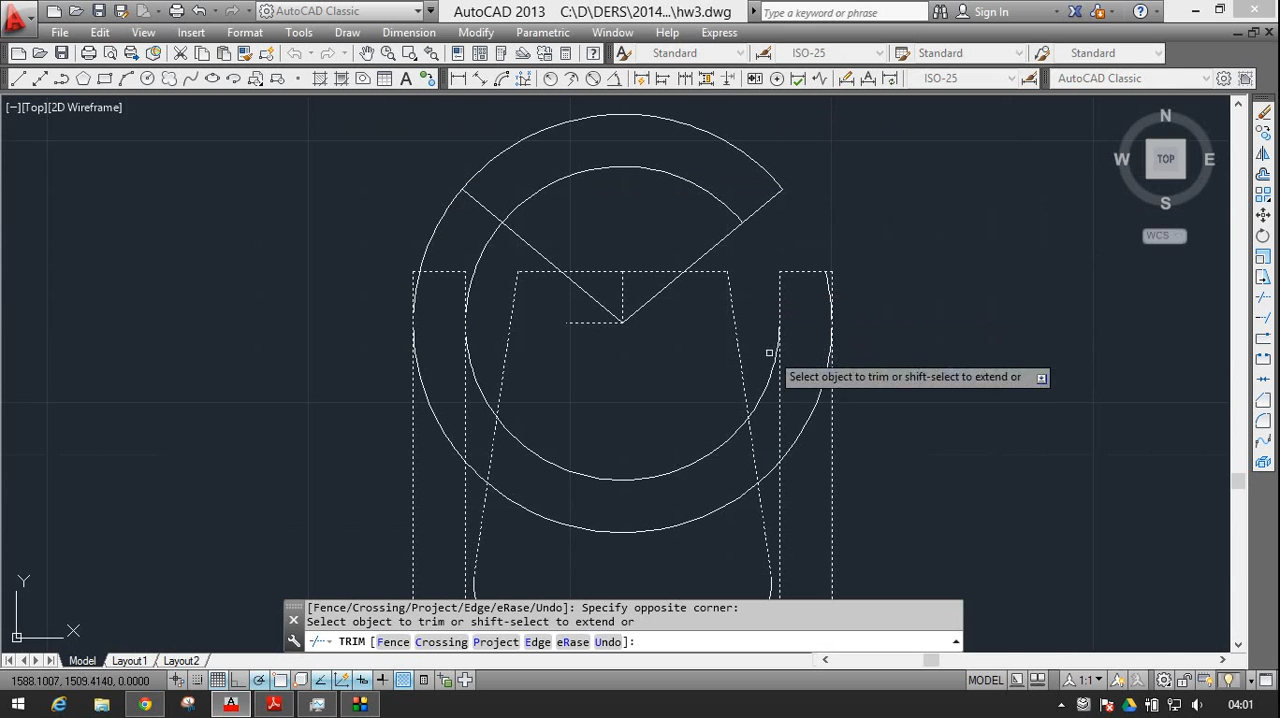 AutoCAD Classic
AutoCAD 2013 C:\D\DERS\2014...\hw3.dwg
Type a keyword or phrase
Sign In
File Edit View Insert Format Tools Draw Dimension Modify Parametric Window Help Express
Standard ISO-25 Standard Standard
A ISO-25 AutoCAD Classic
[−][Top][2D Wireframe]
N
W TOP E
S
WCS
Select object to trim or shift-select to extend or
Y
X
[Fence/Crossing/Project/Edge/eRase/Undo]: Specify opposite corner:
Select object to trim or shift-select to extend or
TRIM [Fence Crossing Project Edge eRase Undo]:
Model Layout1 Layout2
1588.1007, 1509.4140, 0.0000 MODEL 1:1
04:01